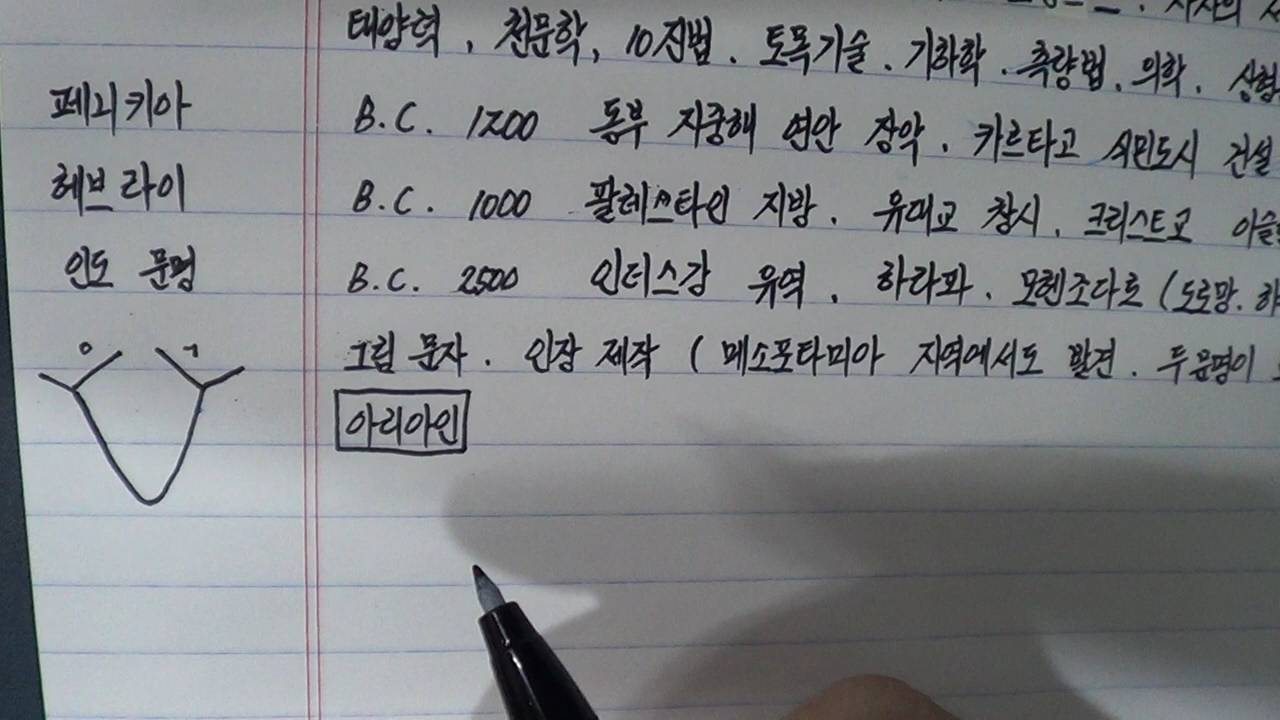 태양력, 천문학, 10진법. 토목기술. 기하학. 측량법. 의학.
페니키아 B.C. 1200 동부 지중해 연안 장악. 카르타고 식민도시 건설
헤브라이 B.C. 1000 팔레스타인 지방. 유대교 창시. 크리스트교
인도 문명 B.C. 2500 인더스강 유역. 하라파. 모헨조다로 (도로망.
그림 문자. 인장 제작 (메소포타미아 지역에서도 발견. 두 문명이
아리아인